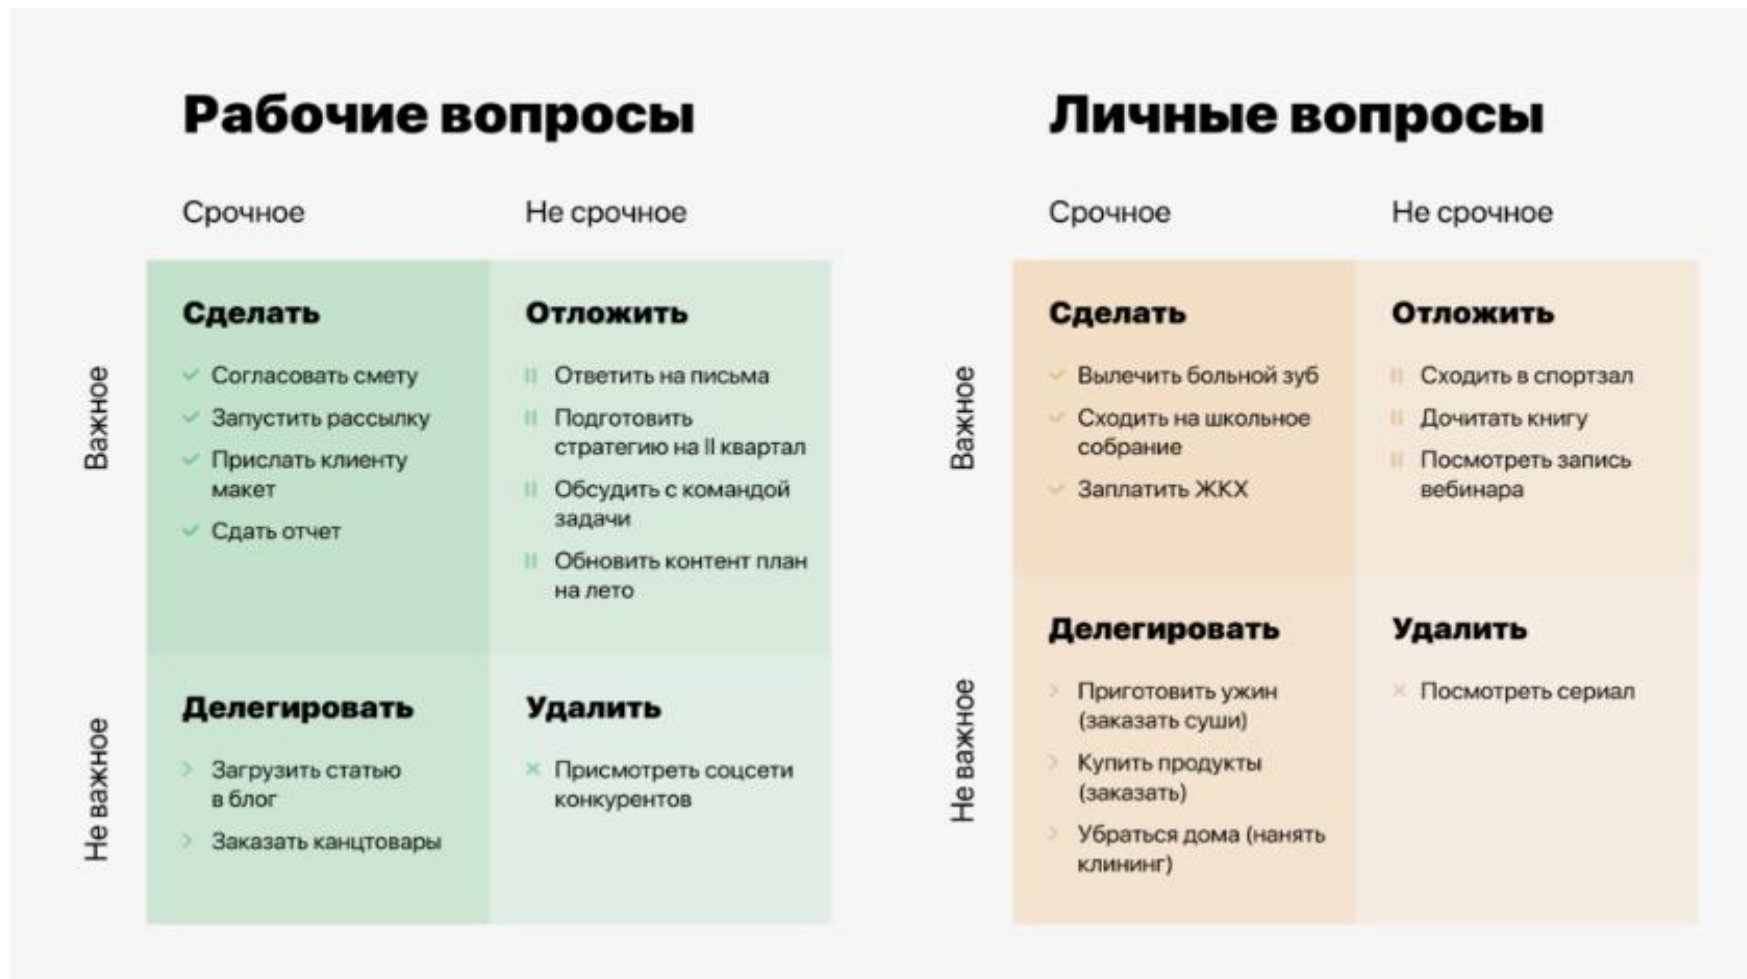 Рабочие вопросы
Срочное
Не срочное
Важное
Не важное
Сделать
Согласовать смету
Запустить рассылку
Прислать клиенту
макет
Сдать отчет
Отложить
Ответить на письма
Подготовить
стратегию на II квартал
Обсудить с командой
задачи
Обновить контент план
на лето
Делегировать
Загрузить статью
в блог
Заказать канцтовары
Удалить
Присмотреть соцсети
конкурентов
Личные вопросы
Срочное
Не срочное
Важное
Не важное
Сделать
Вылечить больной зуб
Сходить на школьное
собрание
Заплатить ЖКХ
Отложить
Сходить в спортзал
Дочитать книгу
Посмотреть запись
вебинара
Делегировать
Приготовить ужин
(заказать суши)
Купить продукты
(заказать)
Убраться дома (нанять
клининг)
Удалить
Посмотреть сериал